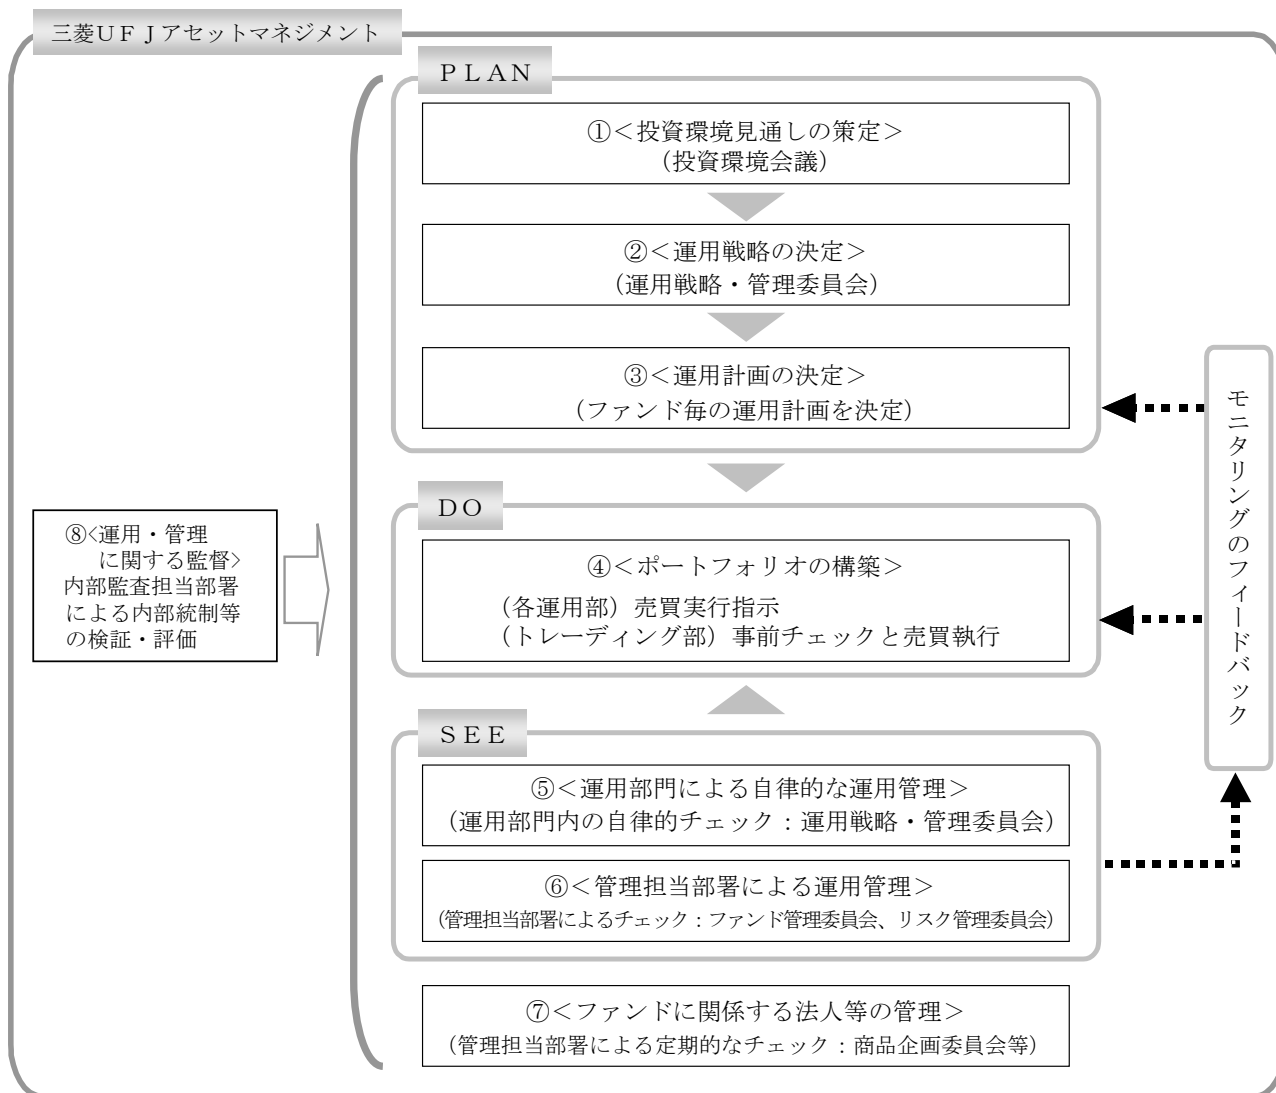 三菱UFJアセットマネジメント
PLAN
①＜投資環境見通しの策定＞
（投資環境会議）
②＜運用戦略の決定＞
（運用戦略・管理委員会）
③＜運用計画の決定＞
（ファンド毎の運用計画を決定）
DO
④＜ポートフォリオの構築＞
（各運用部）売買実行指示
（トレーディング部）事前チェックと売買執行
SEE
⑤＜運用部門による自律的な運用管理＞
（運用部門内の自律的チェック：運用戦略・管理委員会）
⑥＜管理担当部署による運用管理＞
（管理担当部署によるチェック：ファンド管理委員会、リスク管理委員会）
⑦＜ファンドに関係する法人等の管理＞
（管理担当部署による定期的なチェック：商品企画委員会等）
⑧<運用・管理
に関する監督>
内部監査担当部署
による内部統制等
の検証・評価
モニタリングのフィードバック